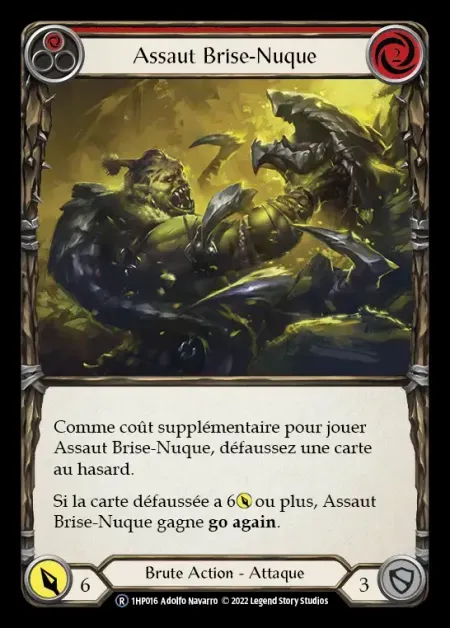 Assaut Brise-Nuque
2
Comme coût supplémentaire pour jouer
Assaut Brise-Nuque, défaussez une carte
au hasard.
Si la carte défaussée a 6 ou plus, Assaut
Brise-Nuque gagne go again.
6
Brute Action - Attaque
3
R 1HP016 Adolfo Navarro © 2022 Legend Story Studios